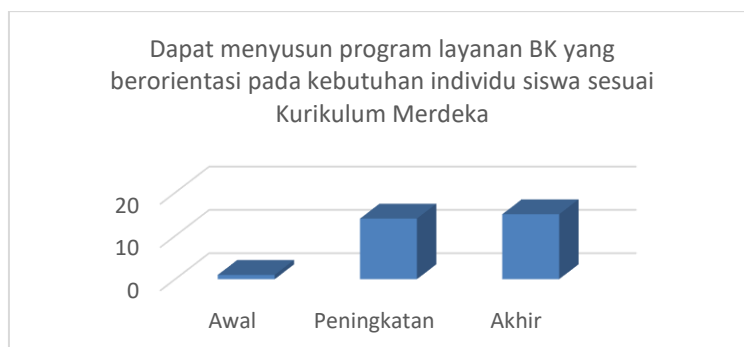 Dapat menyusun program layanan BK yang
berorientasi pada kebutuhan individu siswa sesuai
Kurikulum Merdeka
20
10
0
Awal Peningkatan Akhir